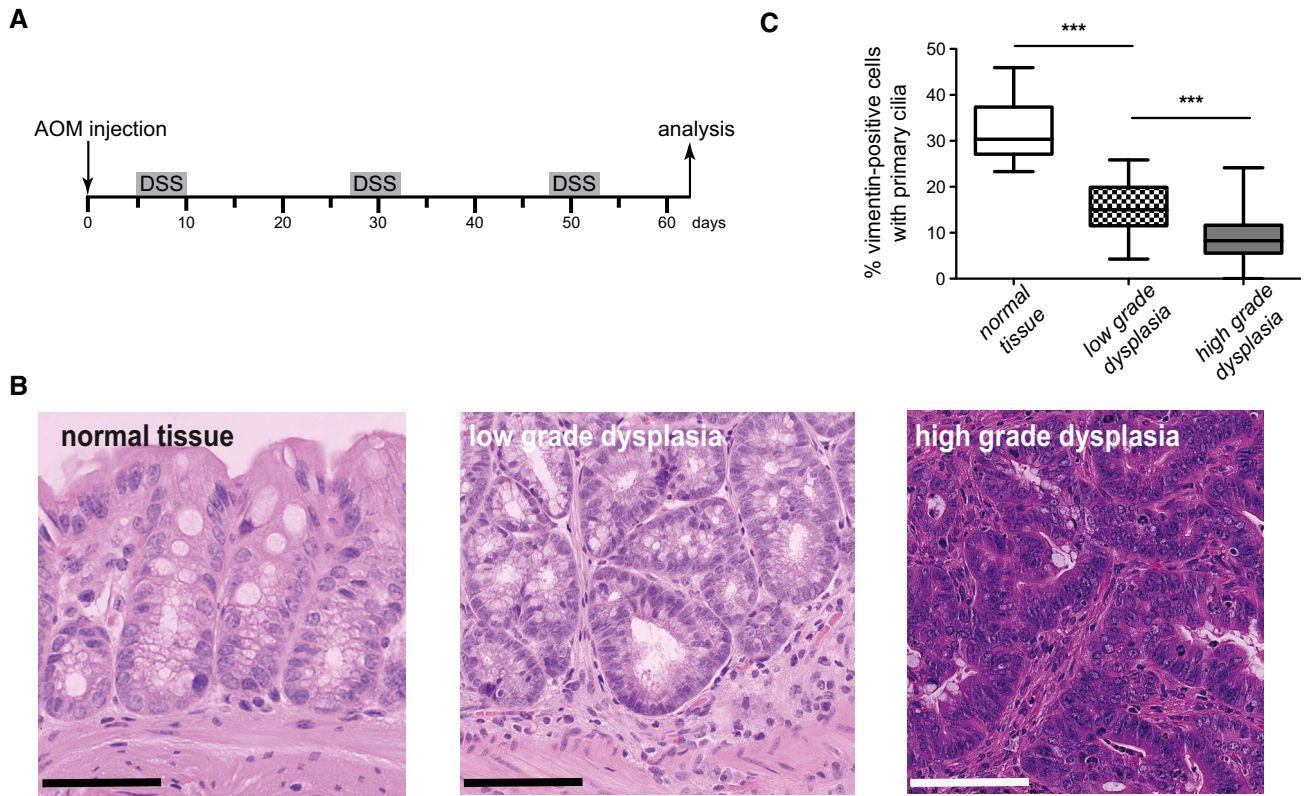 A
AOM injection
analysis
DSS DSS DSS
0 10 20 30 40 50 60 days
C
% vimentin-positive cells
with primary cilia
50
40
30
20
10
0
***
***
normal
tissue
low grade
dysplasia
high grade
dysplasia
B
normal tissue
low grade dysplasia
high grade dysplasia